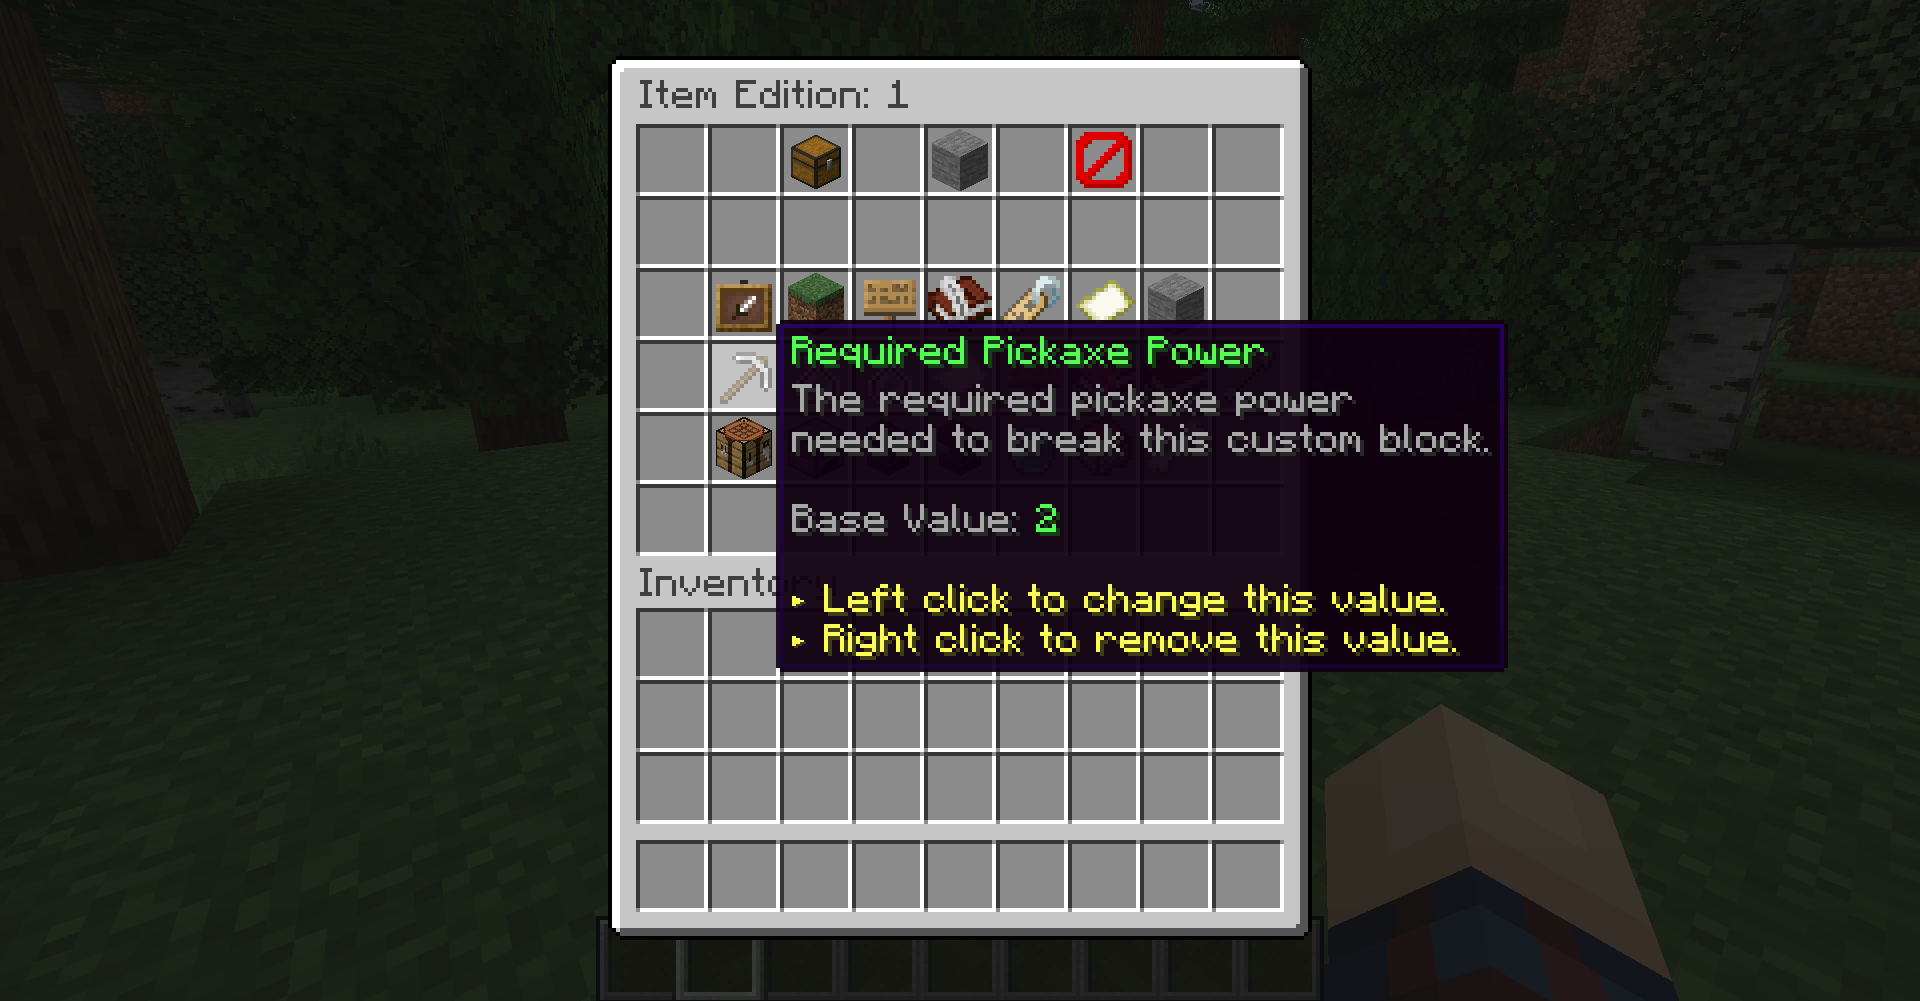 Item Edition: 1
Required Pickaxe Power
The required pickaxe power
needed to break this custom block.
Base Value: 2
Invento
▸ Left click to change this value.
▸ Right click to remove this value.